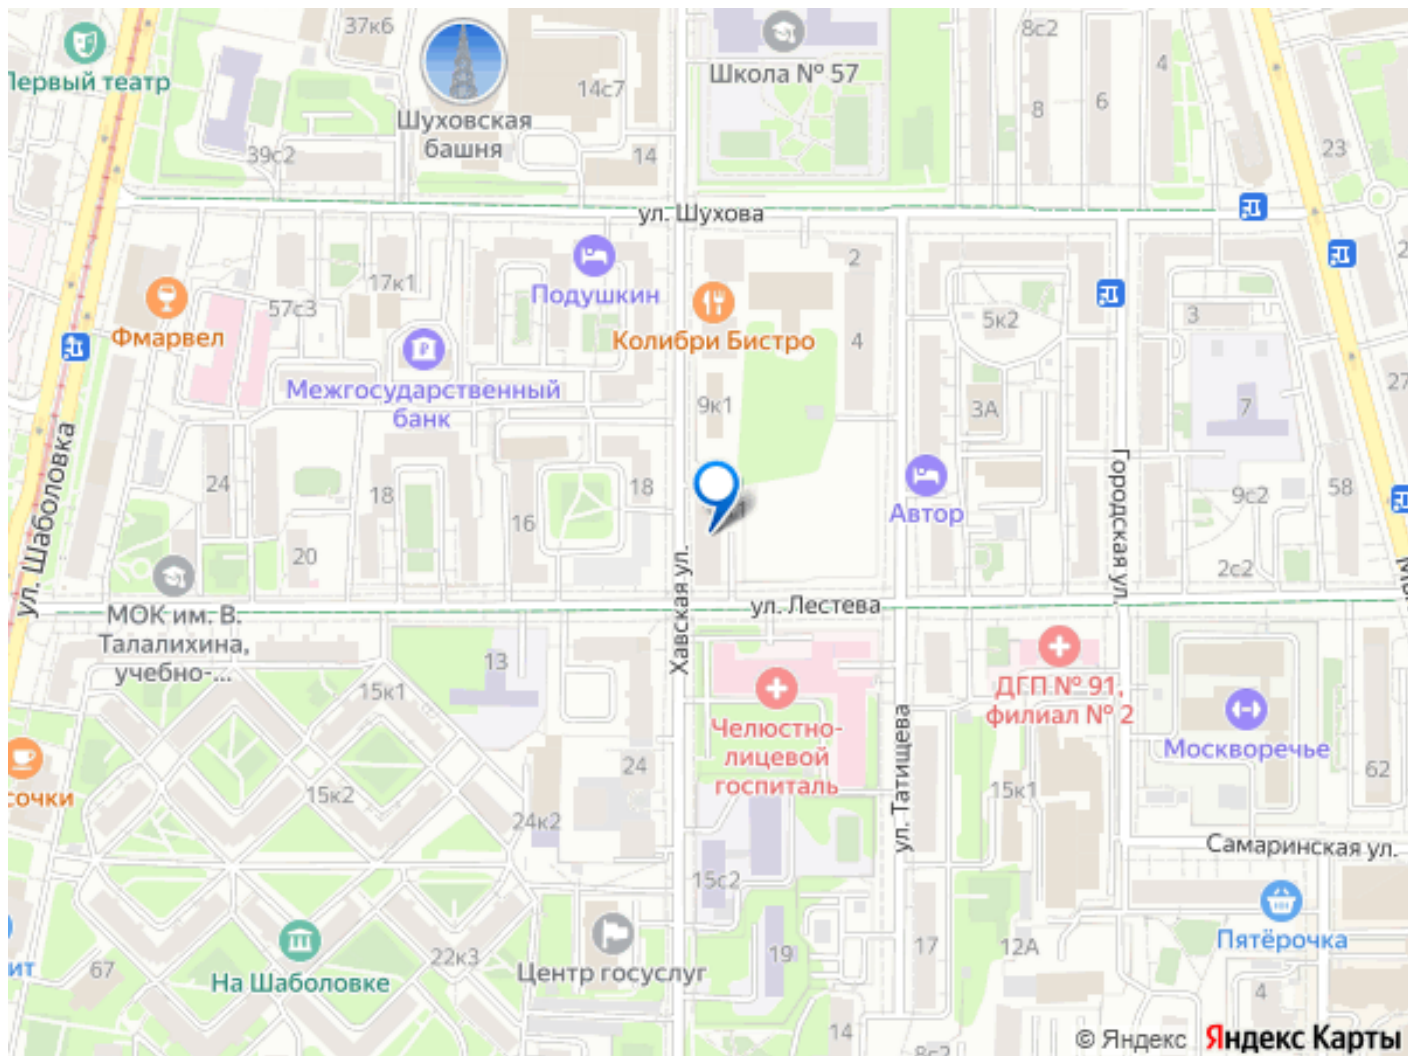 37к6
8с2
Школа № 57
4
Первый театр
14с7
8
6
Шуховская
башня
39с2
14
23
ул. Шухова
2
17к1
Подушкин
57с3
5к2
3
Фмарвел
Колибри Бистро
4
Межгосударственный
банк
27
9к1
3А
7
ул. Шаболовка
24
18
18
16
Автор
Городская ул.
9с2
58
20
Хавская ул.
2с2
ул. Лестева
МОК им. В.
Талалихина,
учебно-...
13
15к1
ДГП № 91,
филиал № 2
Челюстно-
лицевой
госпиталь
ул. Татищева
Москворечье
24
62
сочки
15к2
15к1
24к2
Самаринская ул.
15с2
Пятёрочка
17
12А
19
22к3
Центр госуслуг
ит
67
На Шаболовке
4
14
8с2
© Яндекс Яндекс Карты